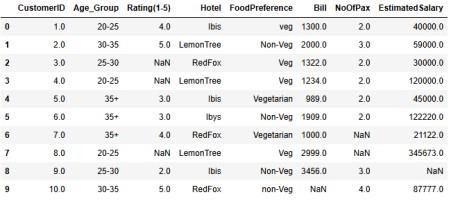 CustomerID Age_Group Rating(1-5) Hotel FoodPreference Bill NoOfPax EstimatedSalary
0 1.0 20-25 4.0 Ibis veg 1300.0 2.0 40000.0
1 2.0 30-35 5.0 LemonTree Non-Veg 2000.0 3.0 59000.0
2 3.0 25-30 NaN RedFox Veg 1322.0 2.0 30000.0
3 4.0 20-25 NaN LemonTree Veg 1234.0 2.0 120000.0
4 5.0 35+ 3.0 Ibis Vegetarian 989.0 2.0 45000.0
5 6.0 35+ 3.0 Ibys Non-Veg 1909.0 2.0 122220.0
6 7.0 35+ 4.0 RedFox Vegetarian 1000.0 NaN 21122.0
7 8.0 20-25 NaN LemonTree Veg 2999.0 NaN 345673.0
8 9.0 25-30 2.0 Ibis Non-Veg 3456.0 3.0 NaN
9 10.0 30-35 5.0 RedFox non-Veg NaN 4.0 87777.0